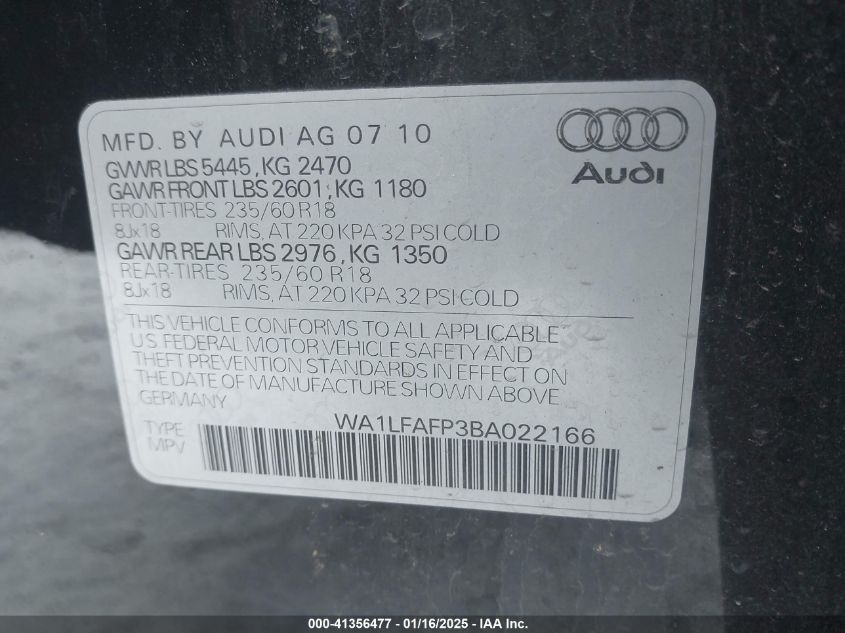 MFD. BY AUDI AG 07 10
GVWR LBS 5445, KG 2470
GAWR FRONT LBS 2601, KG 1180
FRONT-TIRES 235/60 R18
8Jx18 RIMS, AT 220 KPA 32 PSI COLD
GAWR REAR LBS 2976, KG 1350
REAR-TIRES 235/60 R18
8Jx18 RIMS, AT 220 KPA 32 PSI COLD
Audi
THIS VEHICLE CONFORMS TO ALL APPLICABLE
US FEDERAL MOTOR VEHICLE SAFETY AND
THEFT PREVENTION STANDARDS IN EFFECT ON
THE DATE OF MANUFACTURE SHOWN ABOVE
GERMANY
WA1LFAFP3BA022166
TYPE
MPV
000-41356477 - 01/16/2025 - IAA Inc.